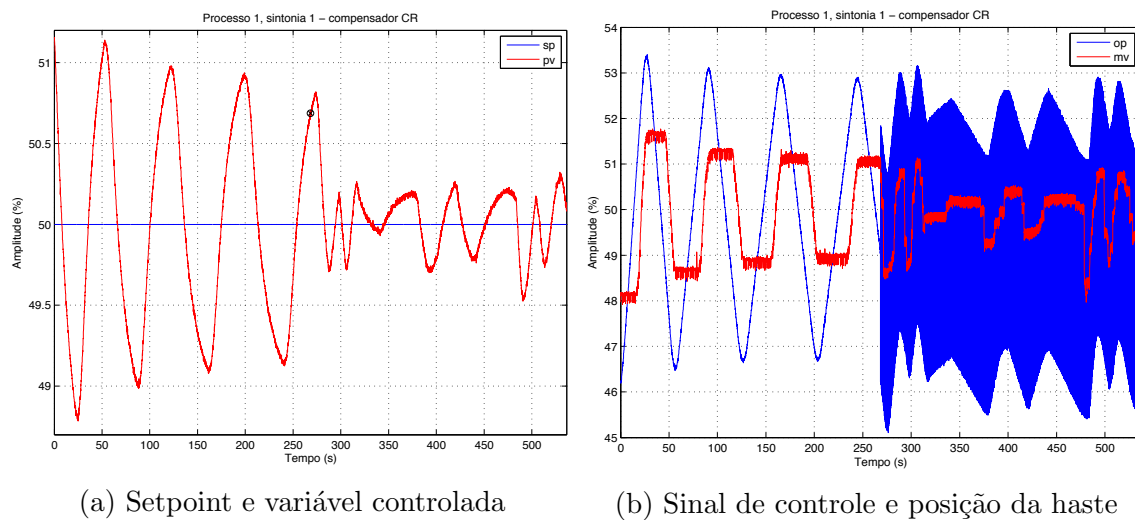 Processo 1, sintonia 1 − compensador CR
sp
pv
Amplitude (%)
51
50.5
50
49.5
49
0 50 100 150 200 250 300 350 400 450 500
Tempo (s)
(a) Setpoint e variável controlada
Processo 1, sintonia 1 − compensador CR
op
mv
Amplitude (%)
54
53
52
51
50
49
48
47
46
45
0 50 100 150 200 250 300 350 400 450 500
Tempo (s)
(b) Sinal de controle e posição da haste